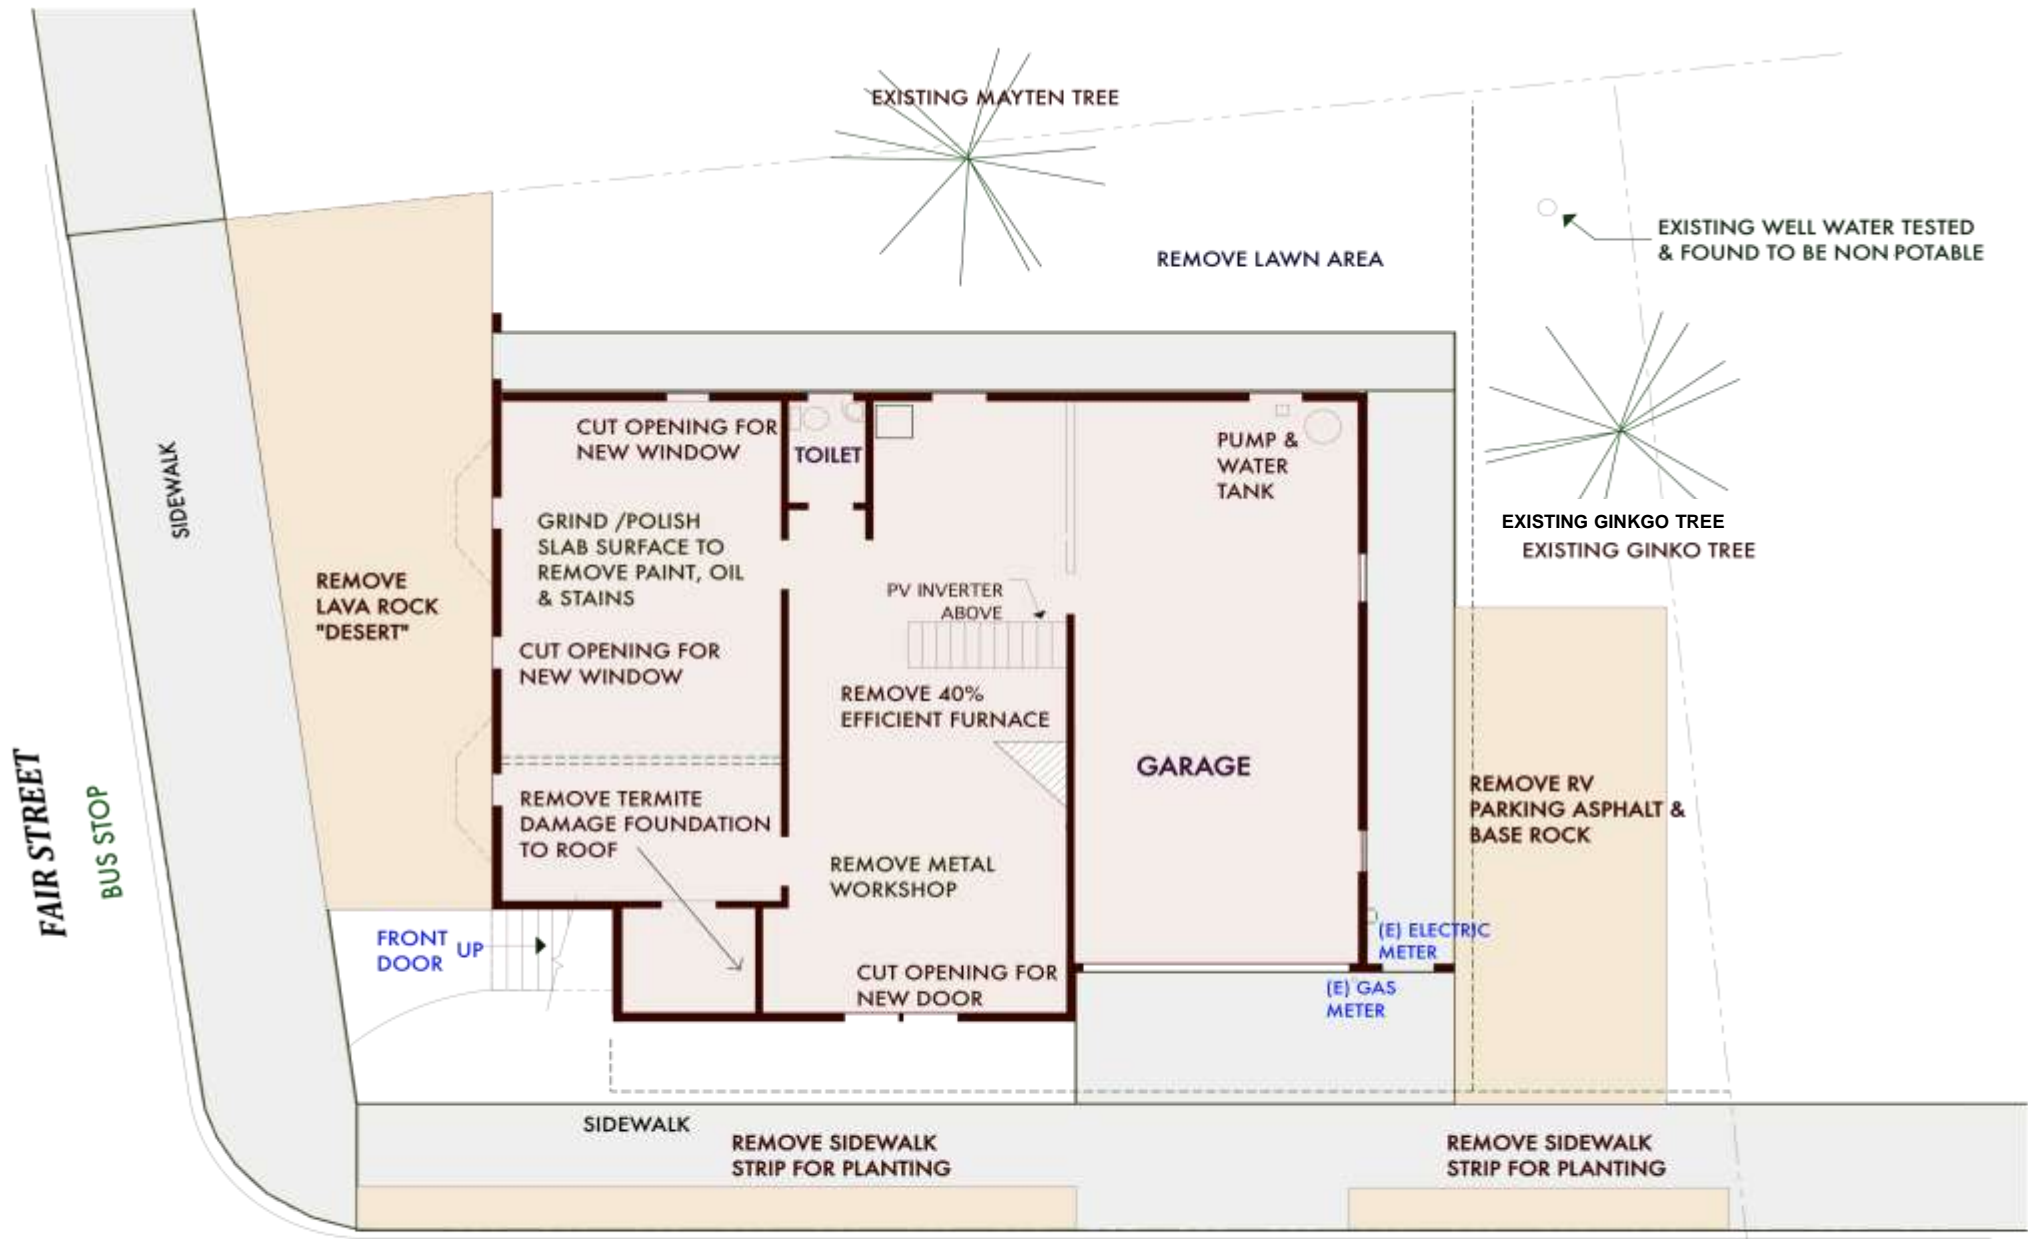 EXISTING MAYTEN TREE
EXISTING WELL WATER TESTED
& FOUND TO BE NON POTABLE
REMOVE LAWN AREA
SIDEWALK
CUT OPENING FOR
NEW WINDOW
TOILET
PUMP &
WATER
TANK
GRIND /POLISH
SLAB SURFACE TO
REMOVE PAINT, OIL
& STAINS
EXISTING GINKGO TREE
EXISTING GINKO TREE
REMOVE
LAVA ROCK
"DESERT"
PV INVERTER
ABOVE
CUT OPENING FOR
NEW WINDOW
REMOVE 40%
EFFICIENT FURNACE
GARAGE
FAIR STREET
BUS STOP
REMOVE TERMITE
DAMAGE FOUNDATION
TO ROOF
REMOVE RV
PARKING ASPHALT &
BASE ROCK
REMOVE METAL
WORKSHOP
FRONT
DOOR
UP
(E) ELECTRIC
METER
CUT OPENING FOR
NEW DOOR
(E) GAS
METER
SIDEWALK
REMOVE SIDEWALK
STRIP FOR PLANTING
REMOVE SIDEWALK
STRIP FOR PLANTING